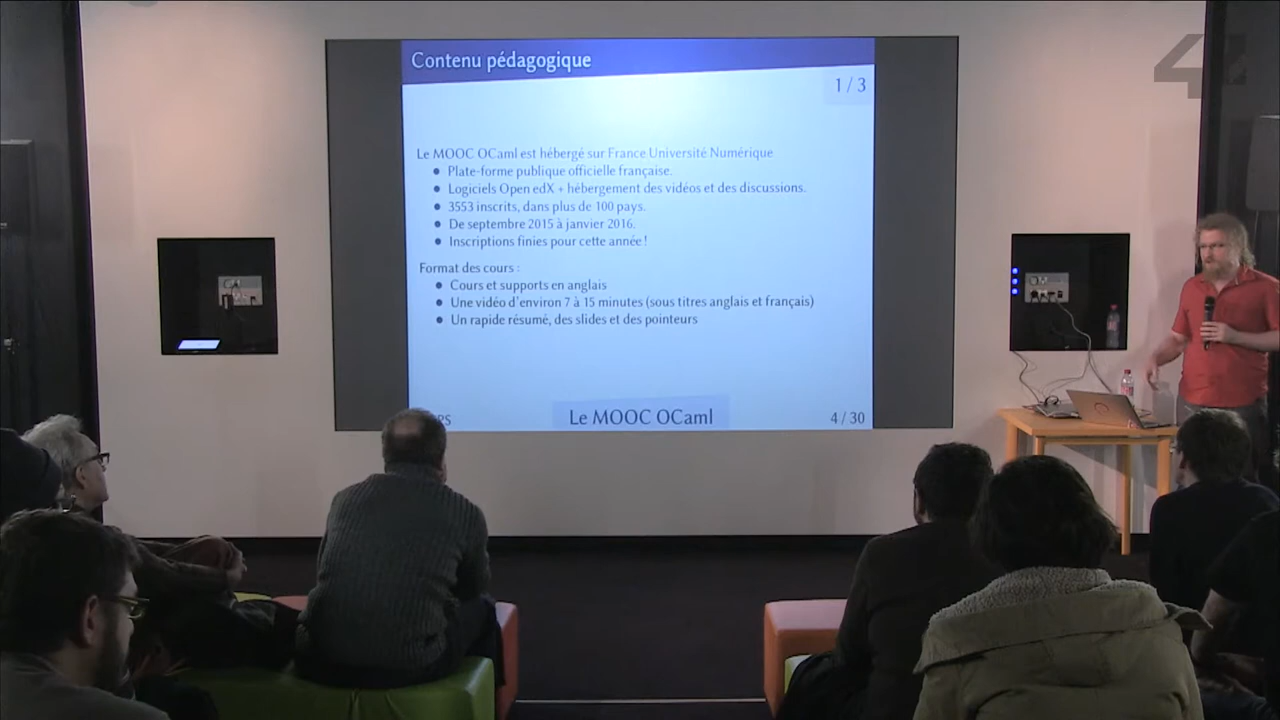 Contenu pédagogique
1 / 3
Le MOOC OCaml est hébergé sur France Université Numérique
• Plate-forme publique officielle française.
• Logiciels Open edX + hébergement des vidéos et des discussions.
• 3553 inscrits, dans plus de 100 pays.
• De septembre 2015 à janvier 2016.
• Inscriptions finies pour cette année !
Format des cours :
• Cours et supports en anglais
• Une vidéo d'environ 7 à 15 minutes (sous titres anglais et français)
• Un rapide résumé, des slides et des pointeurs
PS
Le MOOC OCaml
4 / 30
42